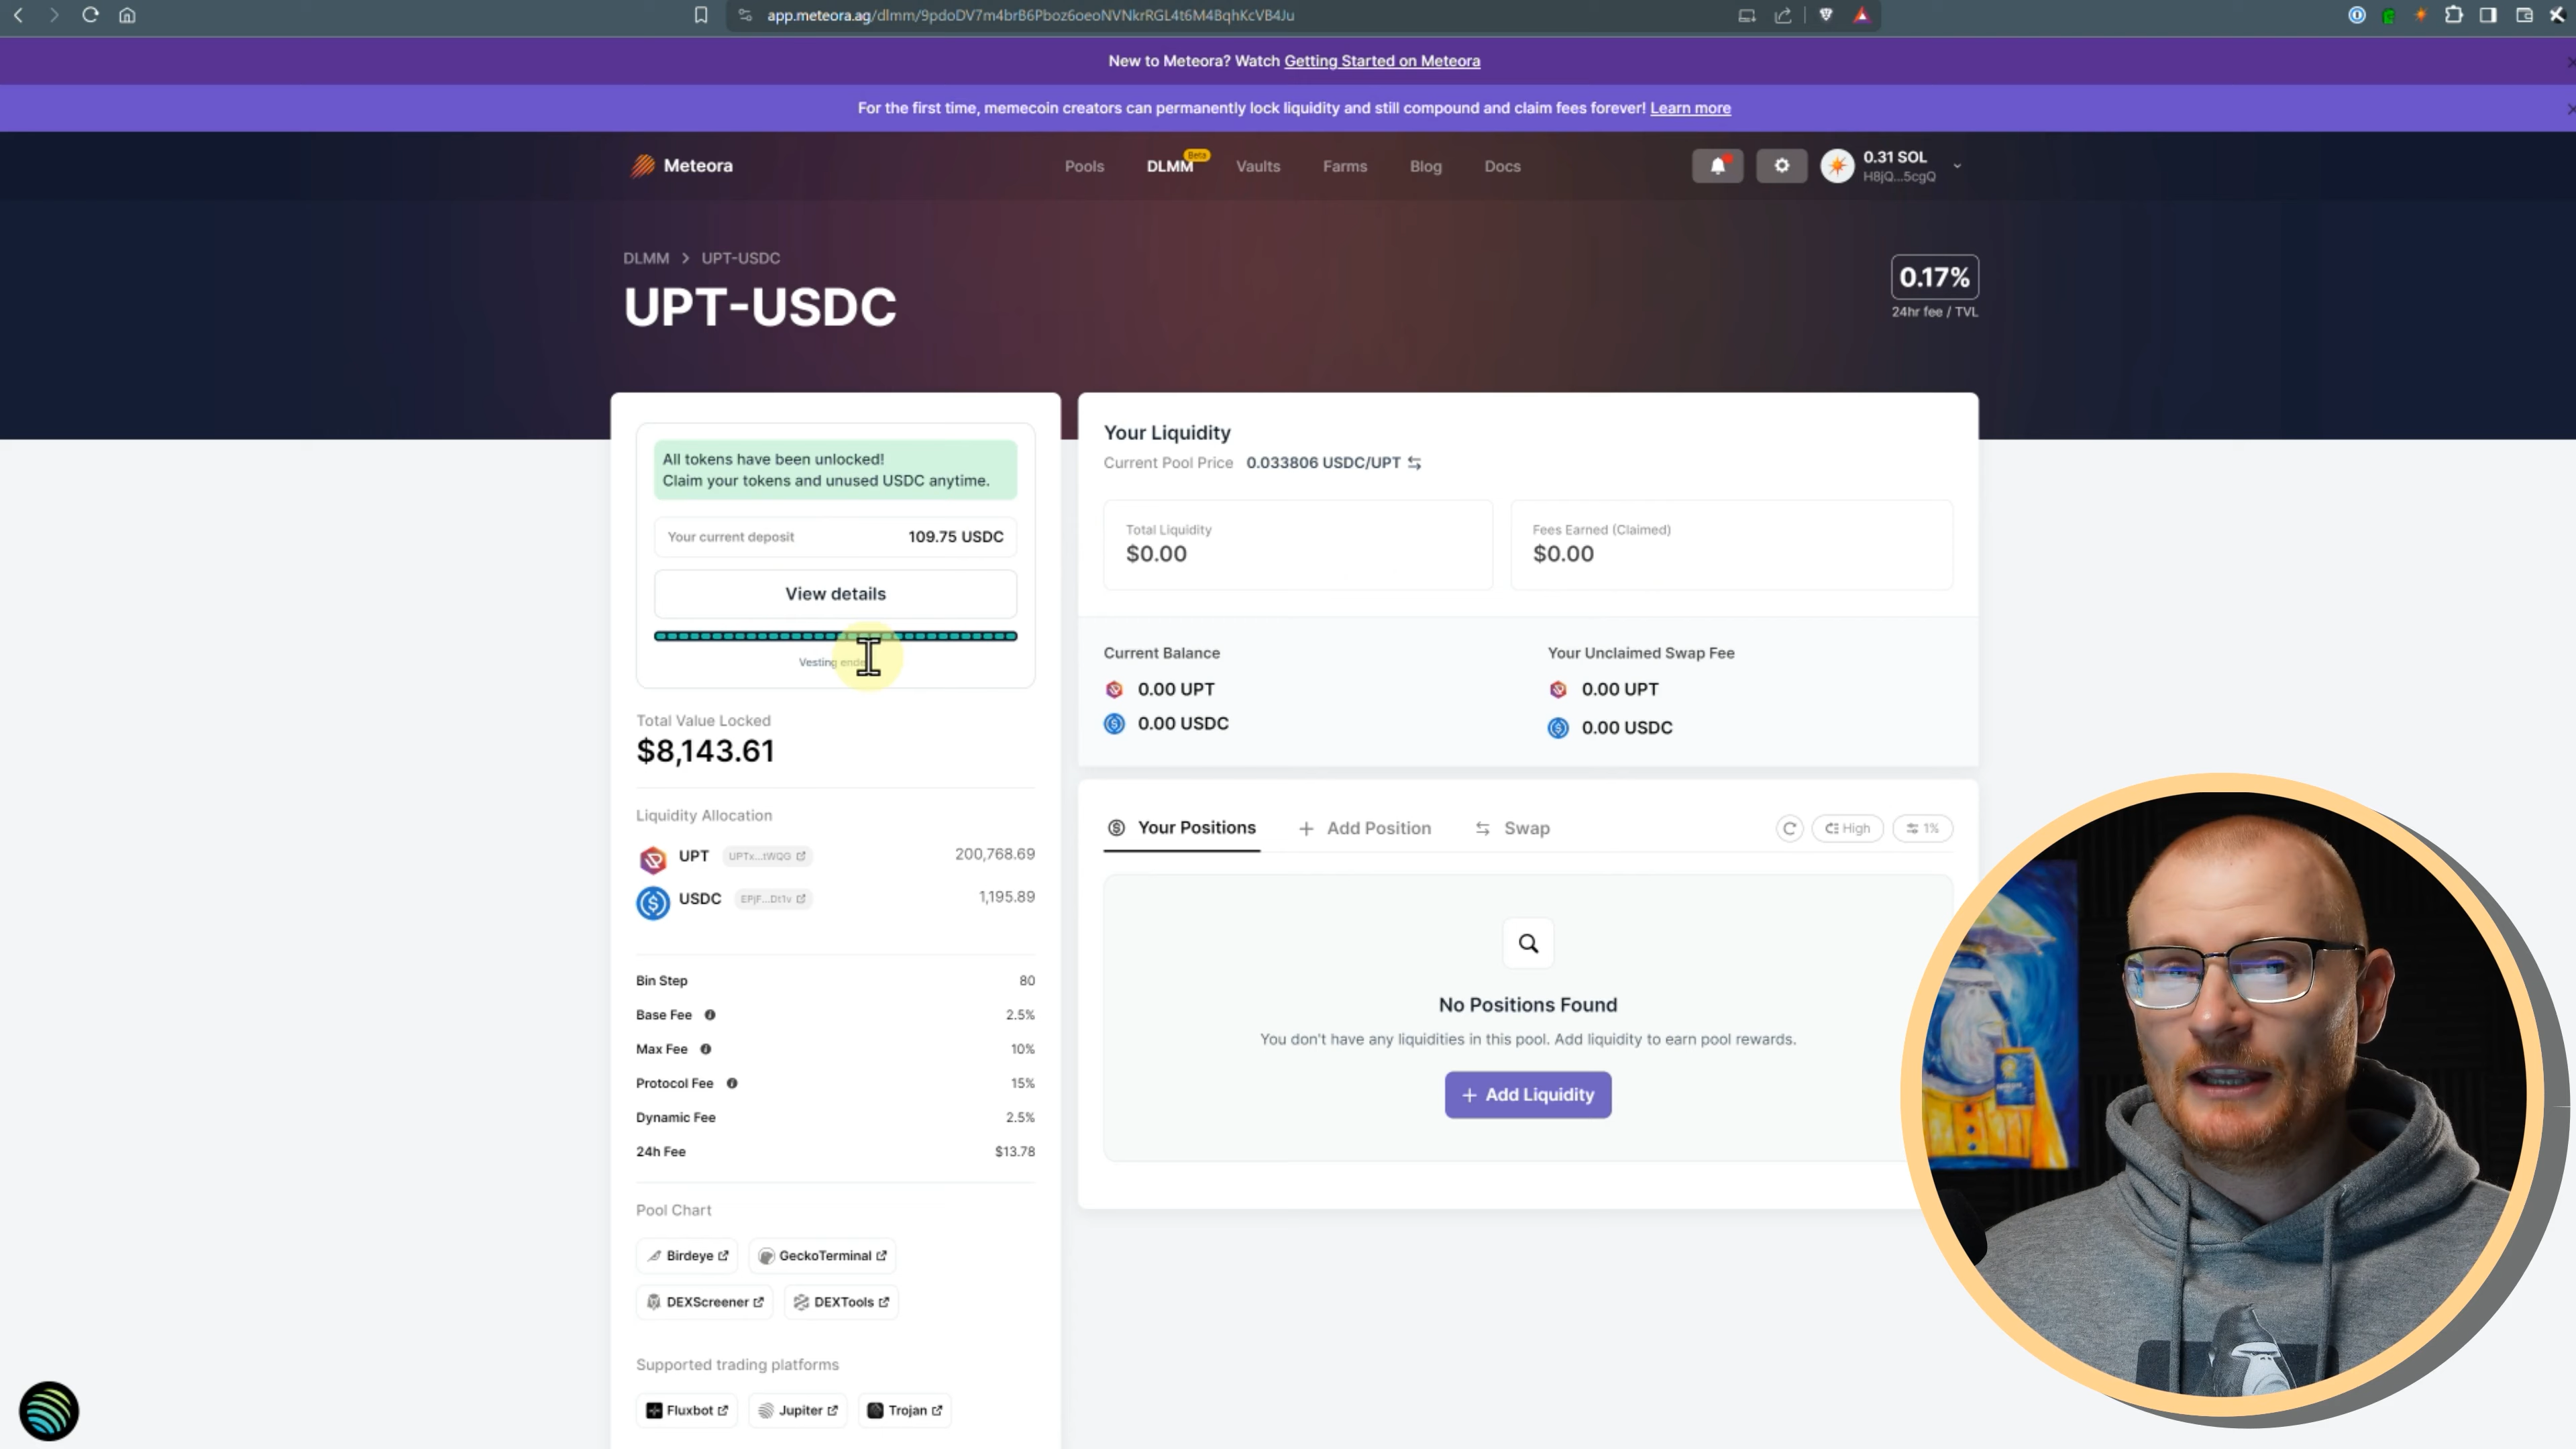 app.meteora.ag/dlmm/9pdoDV7m4brB6Pboz6oeoNVNkrRGL4t6M4BqhKcVB4Ju
New to Meteora? Watch Getting Started on Meteora
For the first time, memecoin creators can permanently lock liquidity and still compound and claim fees forever! Learn more
Meteora
Pools
DLMM
Beta
Vaults
Farms
Blog
Docs
0.31 SOL
H8jQ...5cgQ
DLMM > UPT-USDC
UPT-USDC
0.17%
24hr fee / TVL
All tokens have been unlocked!
Claim your tokens and unused USDC anytime.
Your current deposit 109.75 USDC
View details
Vesting ended
Total Value Locked
$8,143.61
Liquidity Allocation
UPT UPTx...tWQG 200,768.69
USDC EPjF...Dt1v 1,195.89
Bin Step 80
Base Fee 2.5%
Max Fee 10%
Protocol Fee 15%
Dynamic Fee 2.5%
24h Fee $13.78
Pool Chart
Birdeye GeckoTerminal
DEXScreener DEXTools
Supported trading platforms
Fluxbot Jupiter Trojan
Your Liquidity
Current Pool Price 0.033806 USDC/UPT
Total Liquidity
$0.00
Fees Earned (Claimed)
$0.00
Current Balance
0.00 UPT
0.00 USDC
Your Unclaimed Swap Fee
0.00 UPT
0.00 USDC
Your Positions + Add Position Swap High 1%
No Positions Found
You don't have any liquidities in this pool. Add liquidity to earn pool rewards.
+ Add Liquidity